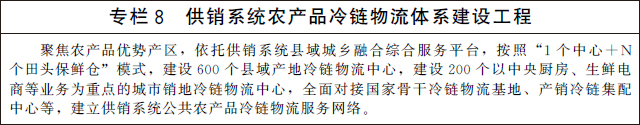 专栏8 供销系统农产品冷链物流体系建设工程
聚焦农产品优势产区，依托供销系统县域城乡融合综合服务平台，按照“1个中心＋N
个田头保鲜仓”模式，建设600个县域产地冷链物流中心，建设200个以中央厨房、生鲜电
商等业务为重点的城市销地冷链物流中心，全面对接国家骨干冷链物流基地、产销冷链集配
中心等，建立供销系统公共农产品冷链物流服务网络。